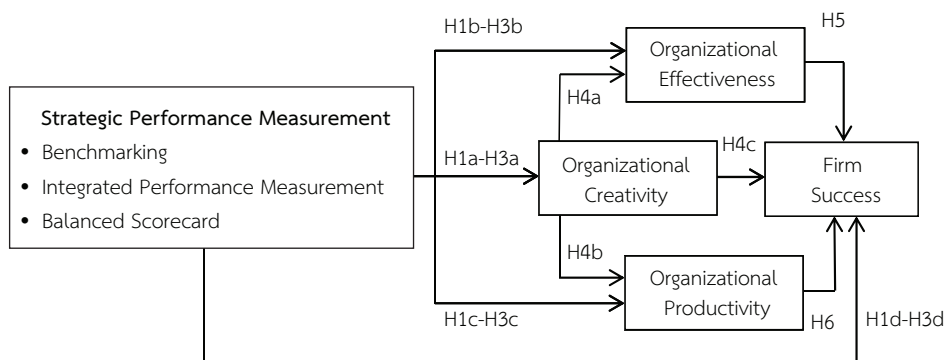 H1b-H3b
Organizational
Effectiveness
H5
H4a
Strategic Performance Measurement
• Benchmarking
• Integrated Performance Measurement
• Balanced Scorecard
H1a-H3a
Organizational
Creativity
H4c
Firm
Success
H4b
Organizational
Productivity
H1c-H3c
H6
H1d-H3d